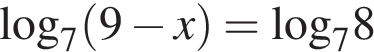 log₇(9 − x) = log₇8